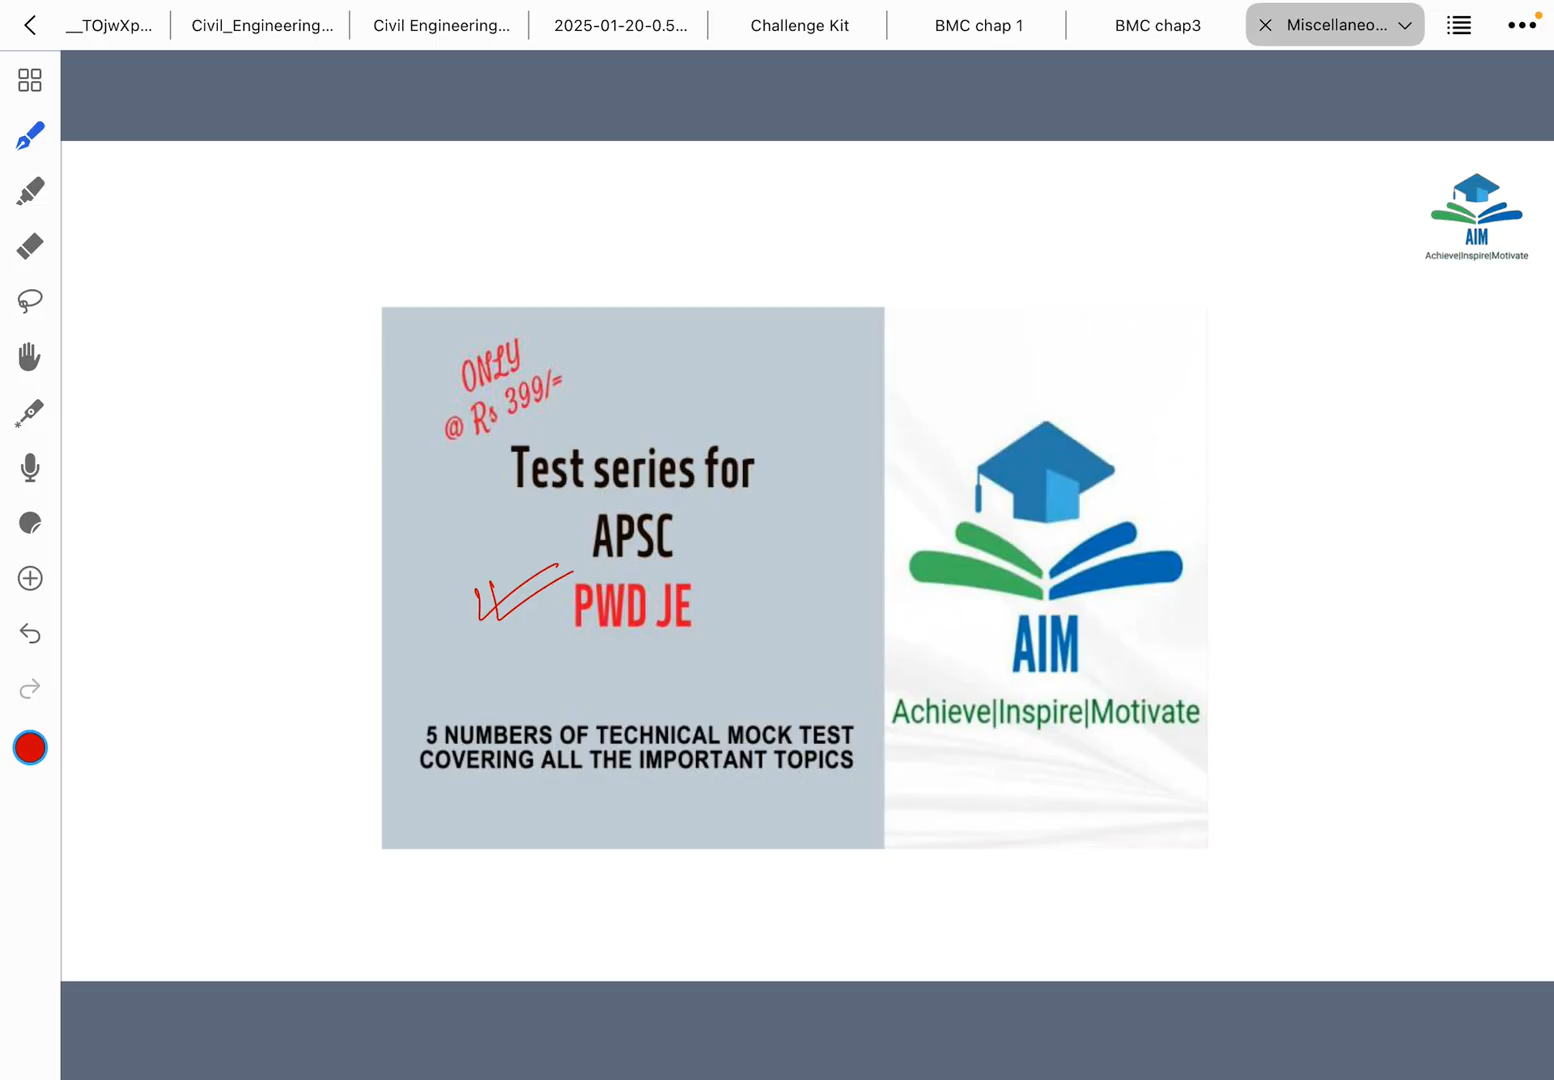 __TOjwXp...
Civil_Engineering...
Civil Engineering...
2025-01-20-0.5...
Challenge Kit
BMC chap 1
BMC chap3
Miscellaneo...
AIM
Achieve|Inspire|Motivate
ONLY
@ Rs 399/=
Test series for
APSC
PWD JE
5 NUMBERS OF TECHNICAL MOCK TEST
COVERING ALL THE IMPORTANT TOPICS
AIM
Achieve|Inspire|Motivate